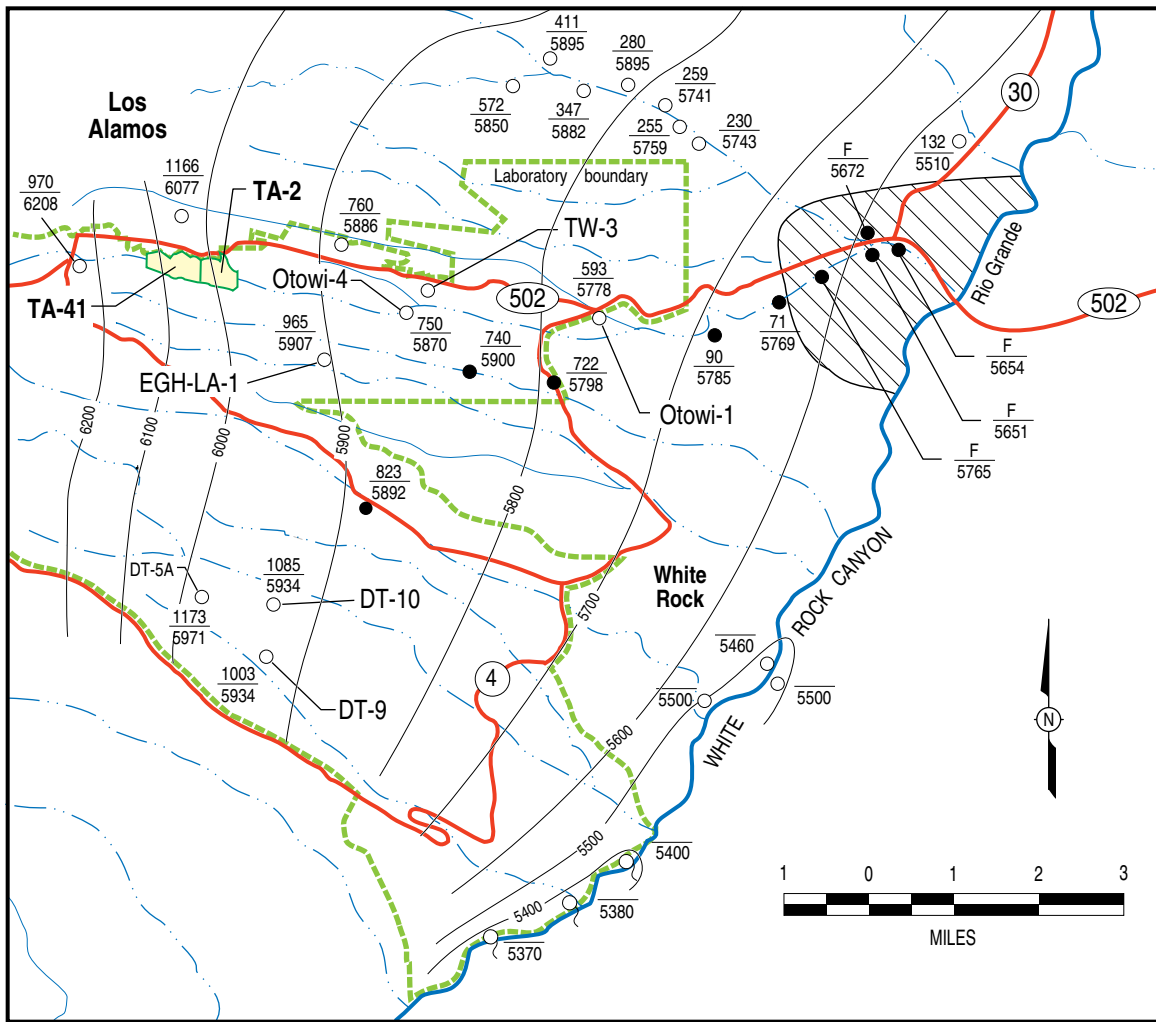 411
5895
280
5895
259
5741
572
5850
347
5882
255
5759
230
5743
30
132
5510
F
5672
Los
Alamos
1166
6077
TA-2
970
6208
760
5886
Laboratory boundary
TW-3
593
5778
Otowi-4
502
TA-41
750
5870
740
5900
965
5907
EGH-LA-1
722
5798
Otowi-1
90
5785
71
5769
Rio Grande
502
F
5654
F
5651
F
5765
6200
6100
6000
5900
5800
823
5892
DT-5A
1173
5971
1085
5934
DT-10
1003
5934
DT-9
White
Rock
5700
4
5600
5500
5400
WHITE ROCK CANYON
5460
5500
5500
5400
5380
5370
N
1 0 1 2 3
MILES